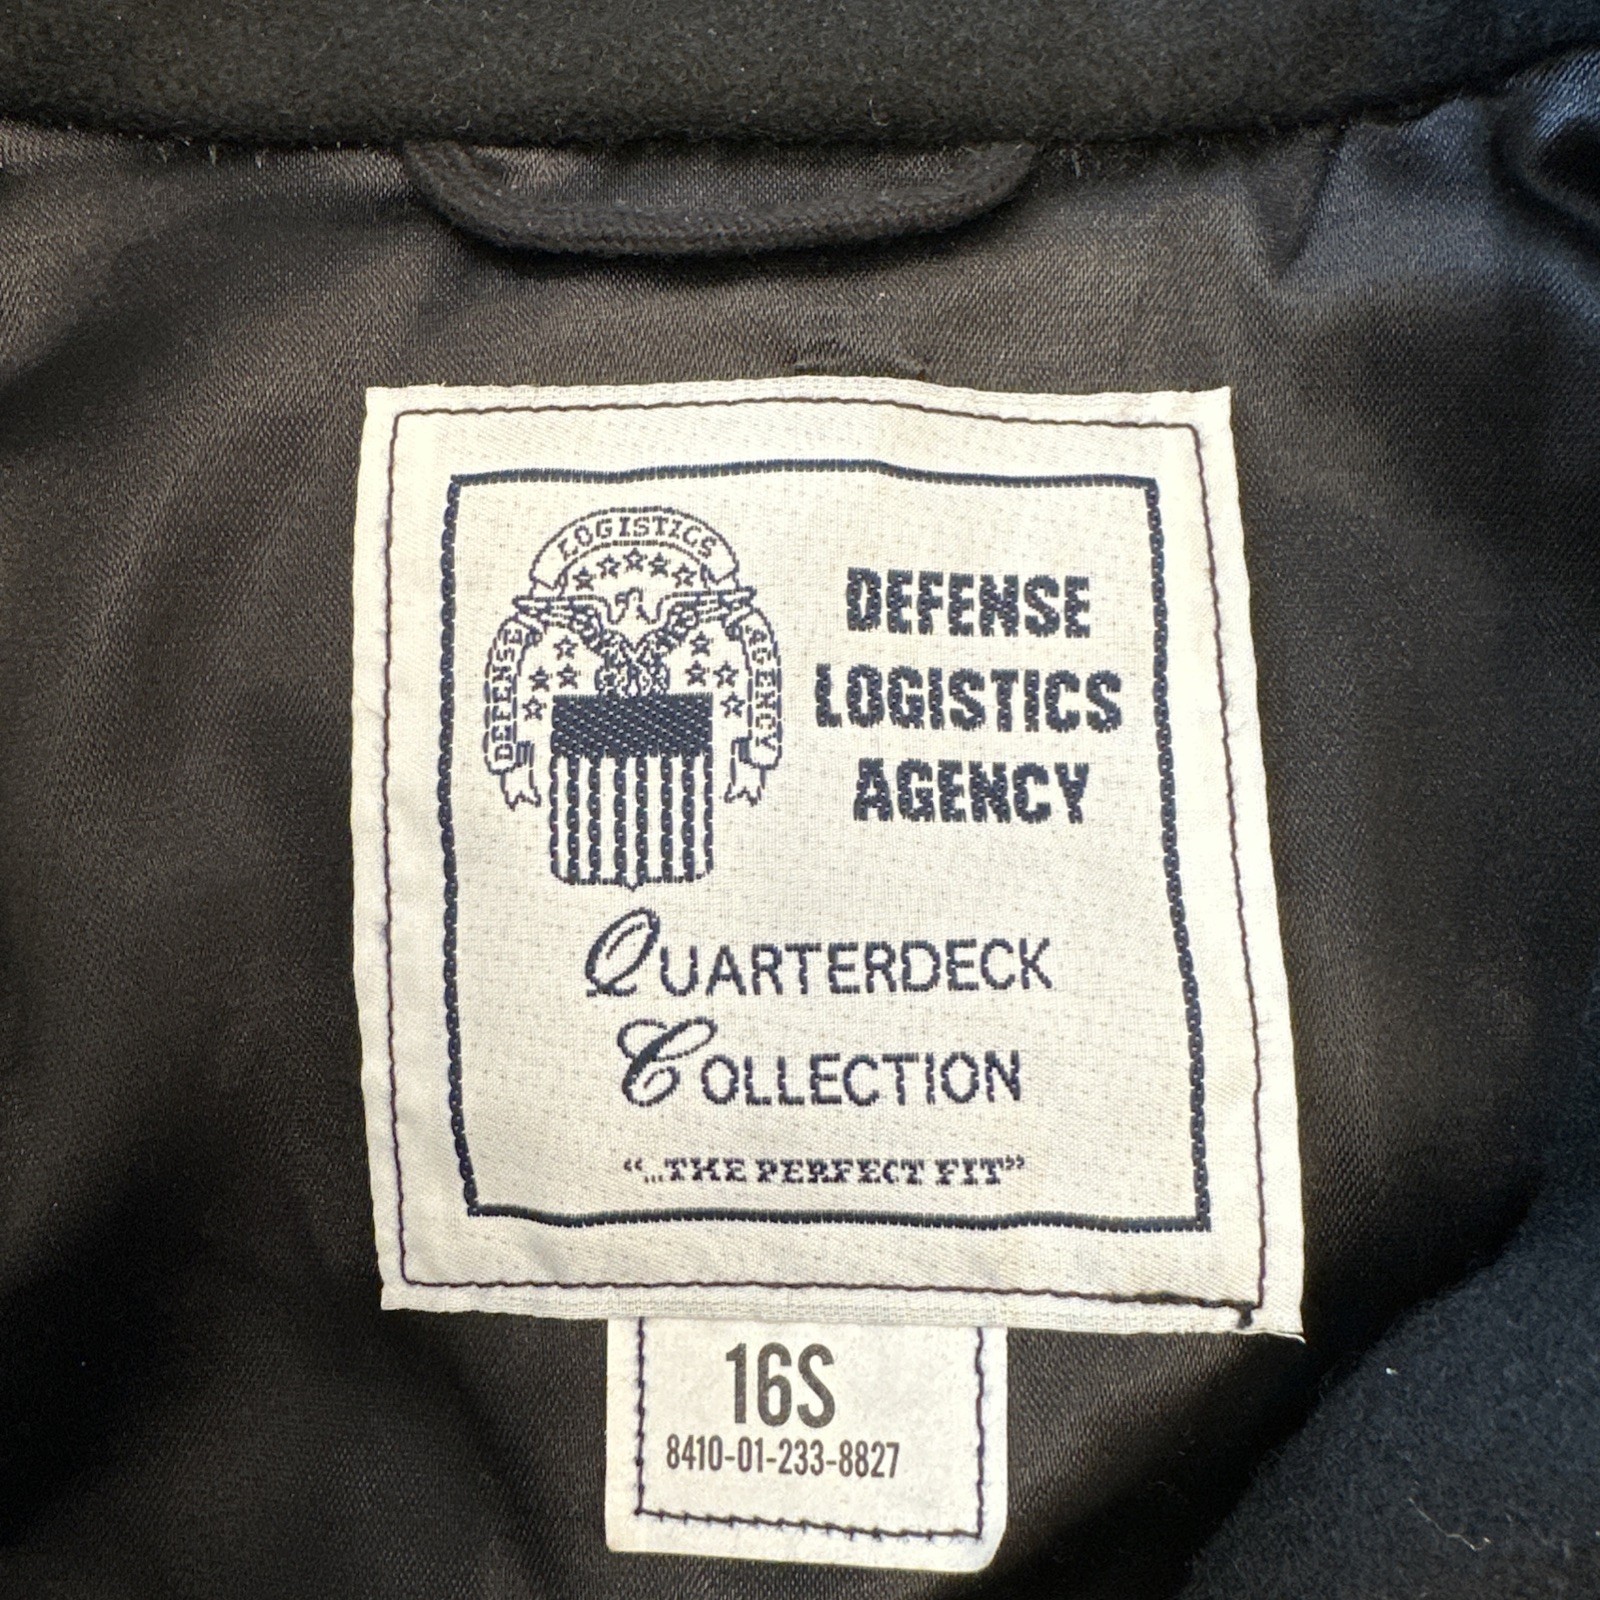 DEFENSE LOGISTICS AGENCY
DEFENSE
LOGISTICS
AGENCY
QUARTERDECK
COLLECTION
“...THE PERFECT FIT”
16S
8410-01-233-8827